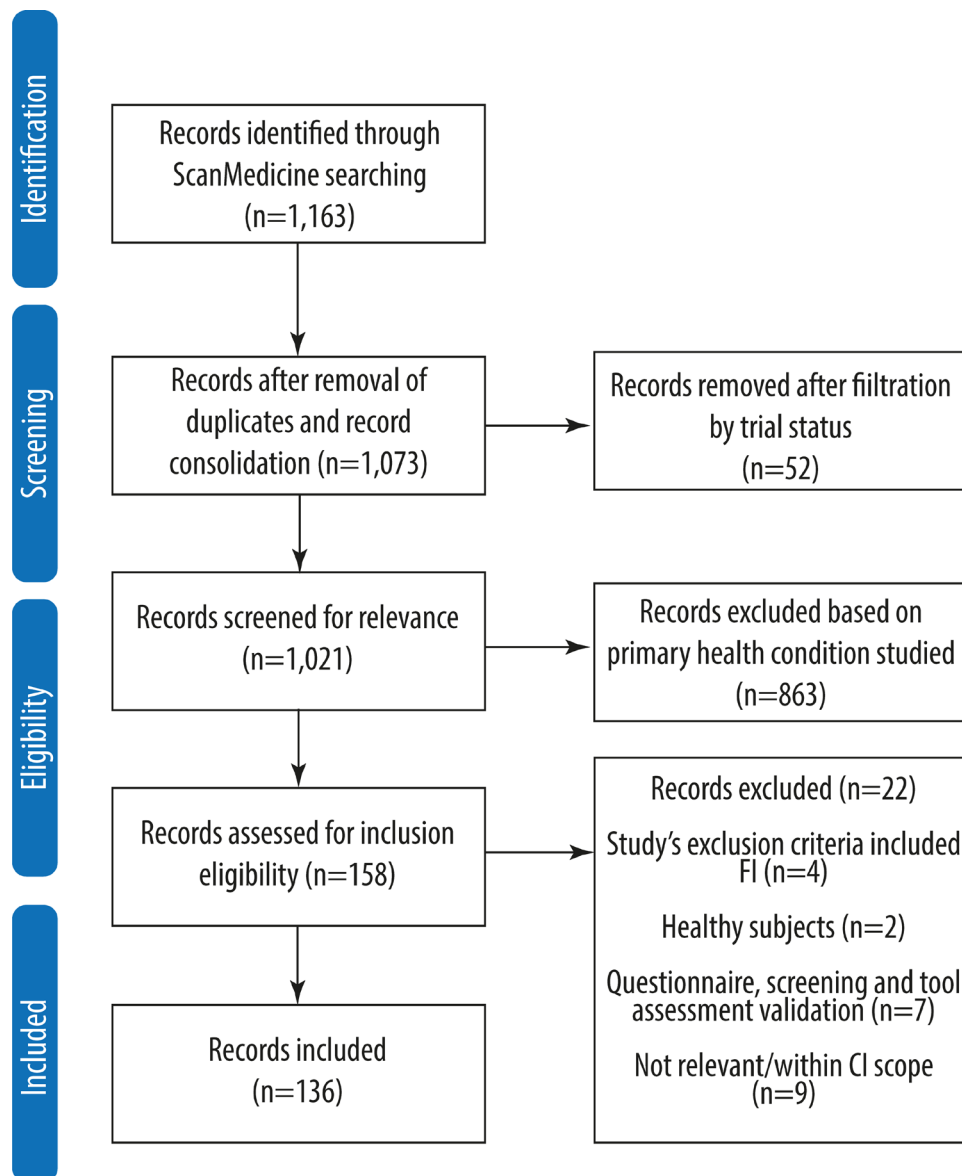 Identification
Records identified through
ScanMedicine searching
(n=1,163)
Screening
Records after removal of
duplicates and record
consolidation (n=1,073)
Records removed after fiiltration
by trial status
(n=52)
Eligibility
Records screened for relevance
(n=1,021)
Records excluded based on
primary health condition studied
(n=863)
Records assessed for inclusion
eligibility (n=158)
Records excluded (n=22)
Study's exclusion criteria included
FI (n=4)
Healthy subjects (n=2)
Questionnaire, screening and tool
assessment validation (n=7)
Not relevant/within CI scope
(n=9)
Included
Records included
(n=136)